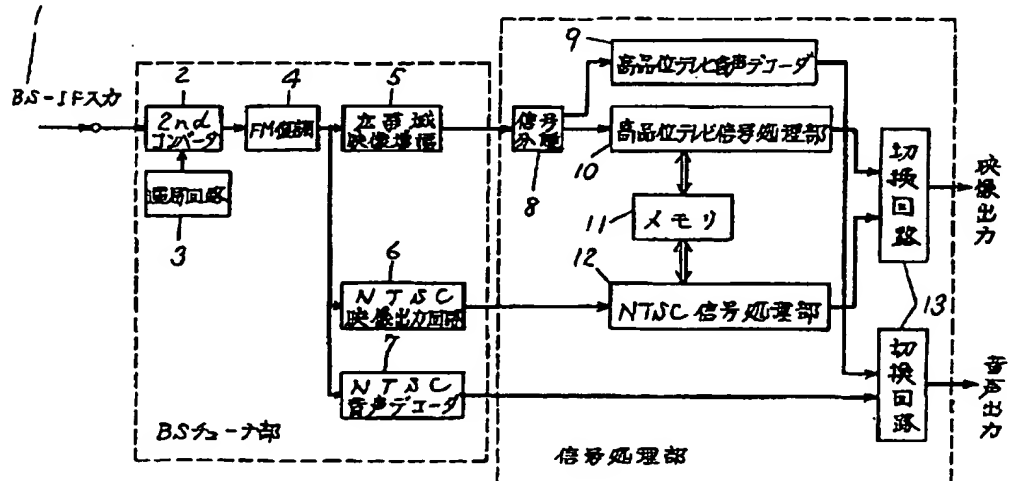 1
BS-IF入力
2
2nd
コンバータ
選局回路
3
4
FM復調
5
広帯域
映像増幅
6
NTSC
映像出力回路
7
NTSC
音声デコーダ
BSチューナ部
信号
分離
8
9
高品位テレビ音声デコーダ
高品位テレビ信号処理部
10
11
メモリ
12
NTSC信号処理部
切換回路
13
切換回路
映像出力
音声出力
信号処理部